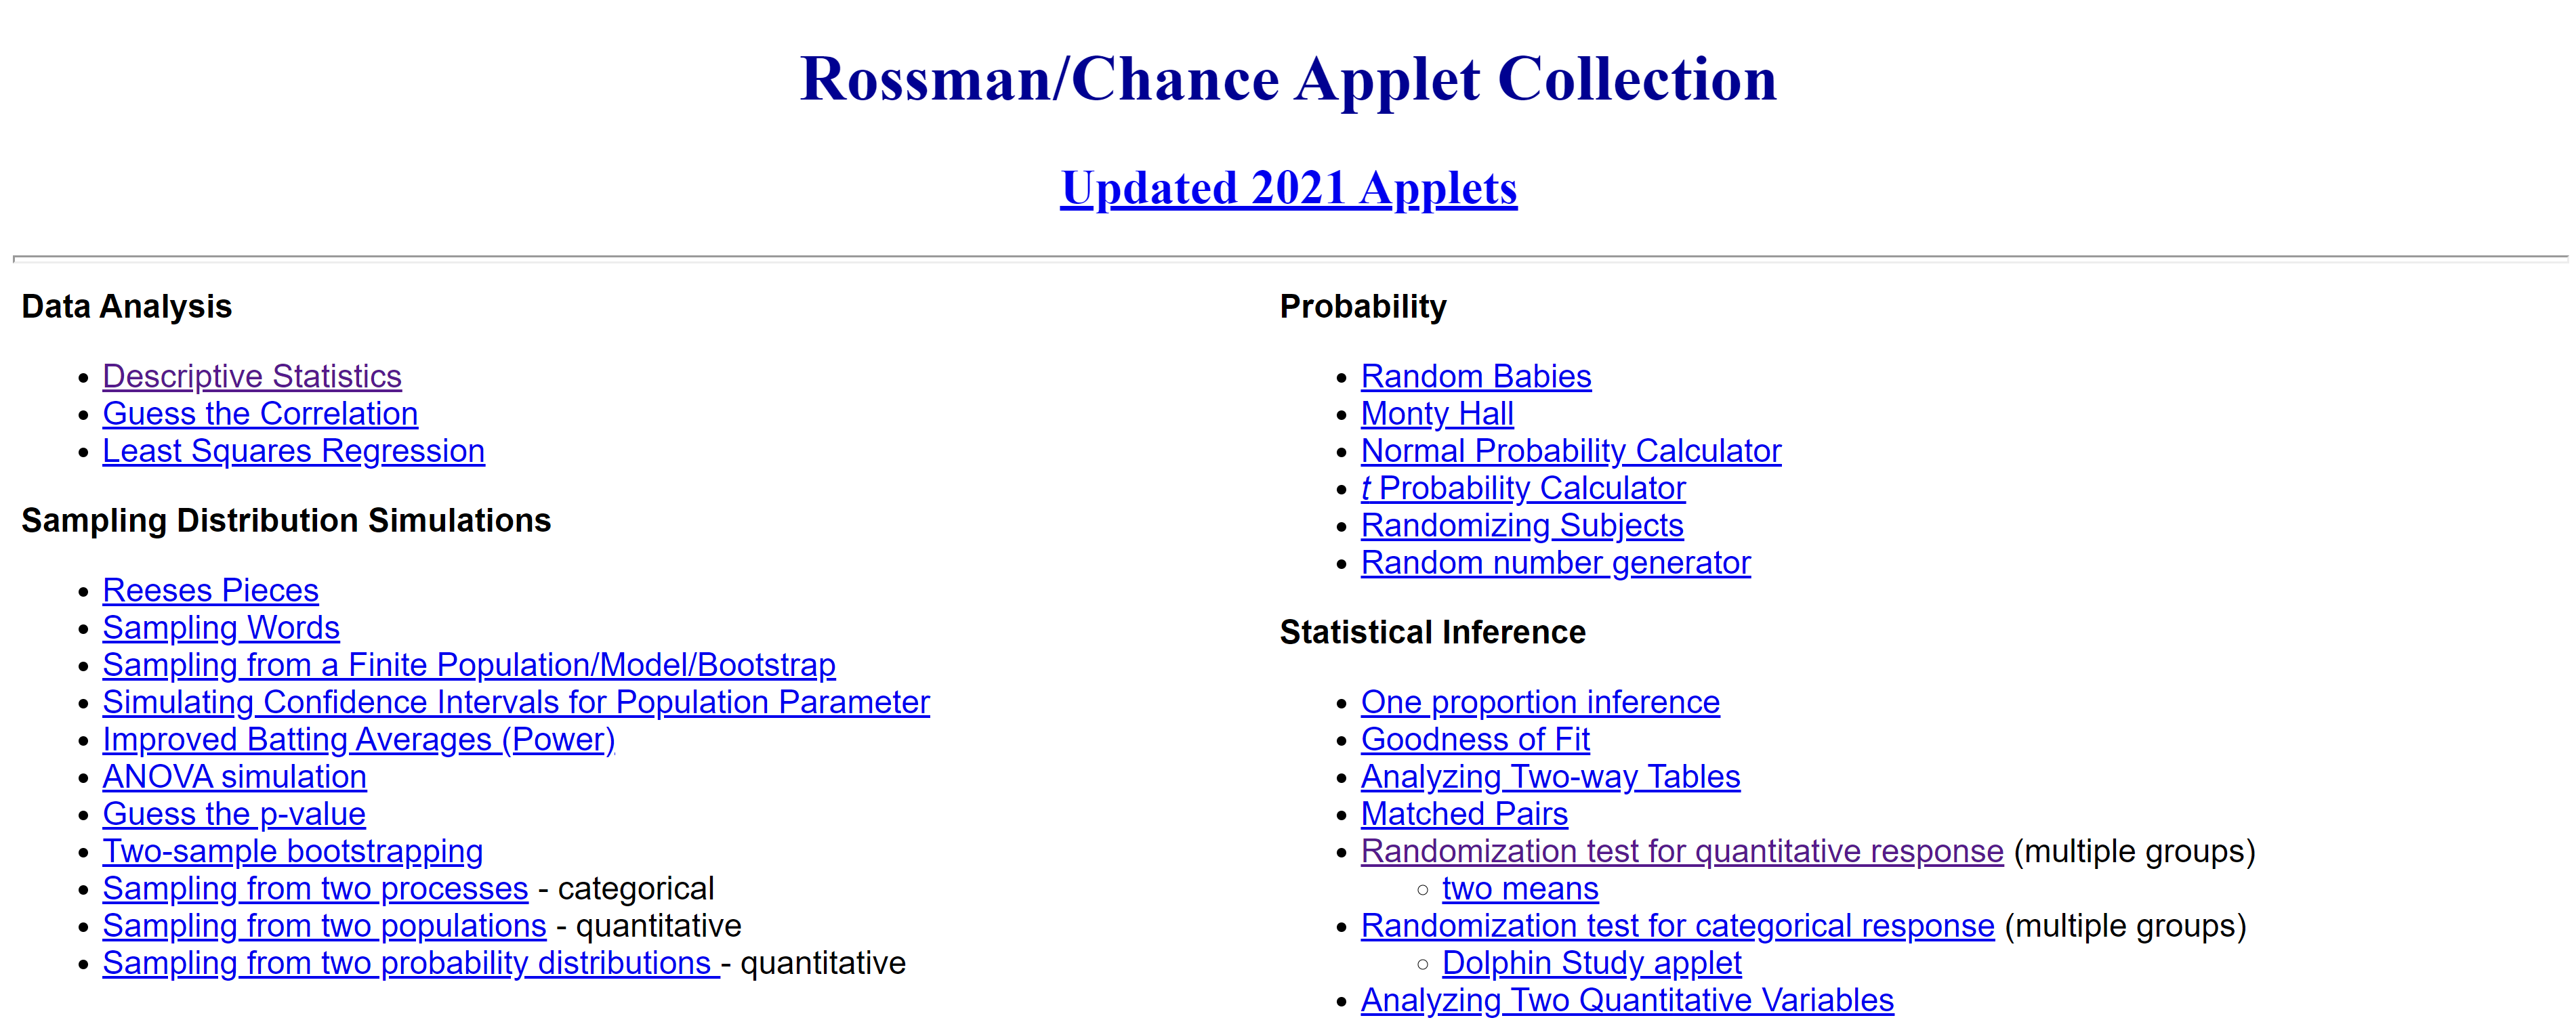 Rossman/Chance Applet Collection
Updated 2021 Applets
Data Analysis
Descriptive Statistics
Guess the Correlation
Least Squares Regression
Sampling Distribution Simulations
Reeses Pieces
Sampling Words
Sampling from a Finite Population/Model/Bootstrap
Simulating Confidence Intervals for Population Parameter
Improved Batting Averages (Power)
ANOVA simulation
Guess the p-value
Two-sample bootstrapping
Sampling from two processes - categorical
Sampling from two populations - quantitative
Sampling from two probability distributions - quantitative
Probability
Random Babies
Monty Hall
Normal Probability Calculator
t Probability Calculator
Randomizing Subjects
Random number generator
Statistical Inference
One proportion inference
Goodness of Fit
Analyzing Two-way Tables
Matched Pairs
Randomization test for quantitative response (multiple groups)
two means
Randomization test for categorical response (multiple groups)
Dolphin Study applet
Analyzing Two Quantitative Variables